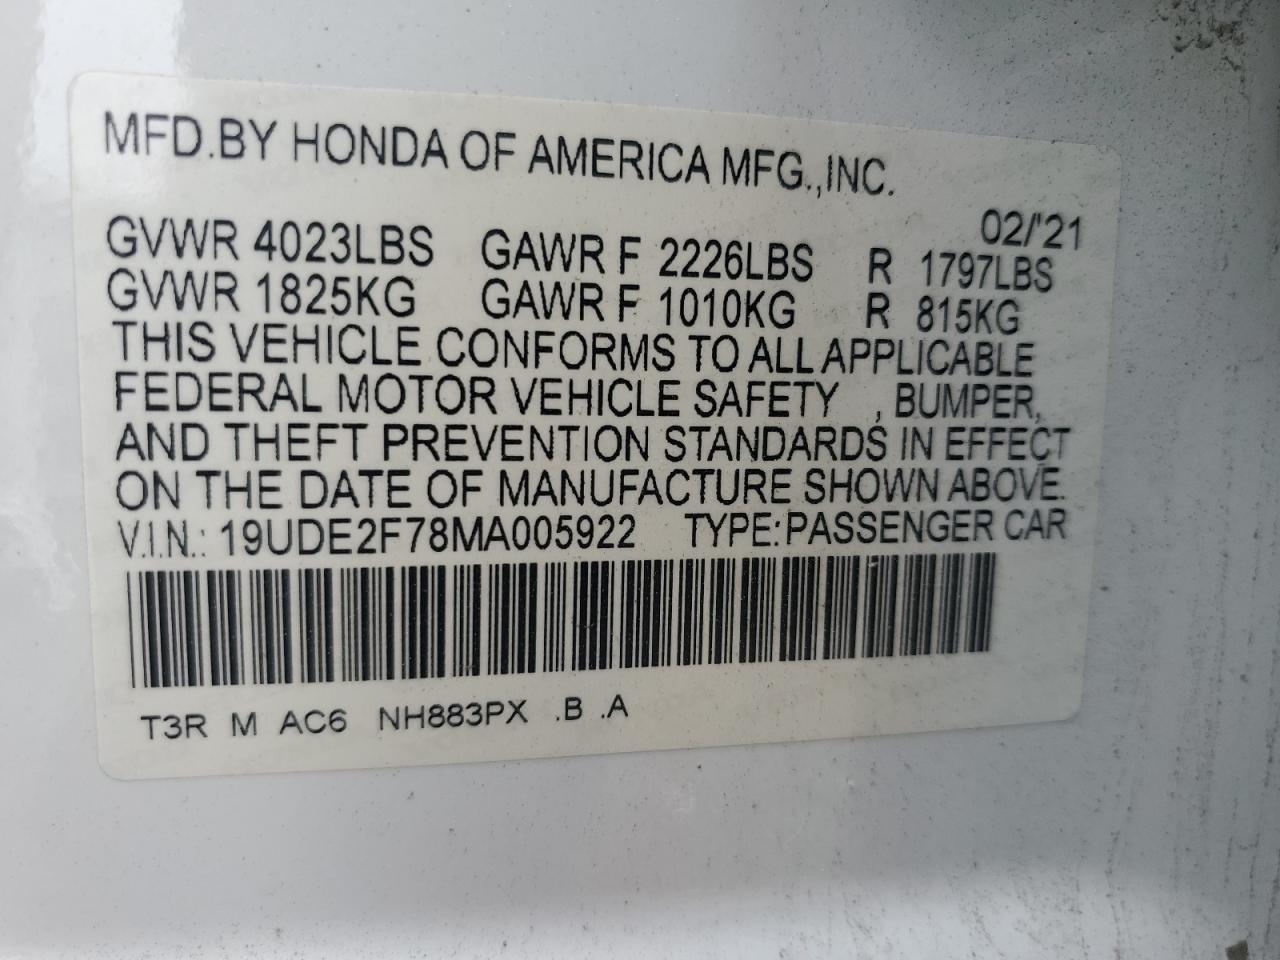 MFD.BY HONDA OF AMERICA MFG.,INC.
02/'21
GVWR 4023LBS GAWR F 2226LBS R 1797LBS
GVWR 1825KG GAWR F 1010KG R 815KG
THIS VEHICLE CONFORMS TO ALL APPLICABLE
FEDERAL MOTOR VEHICLE SAFETY , BUMPER,
AND THEFT PREVENTION STANDARDS IN EFFECT
ON THE DATE OF MANUFACTURE SHOWN ABOVE.
V.I.N.: 19UDE2F78MA005922 TYPE:PASSENGER CAR
T3R M AC6 NH883PX .B .A